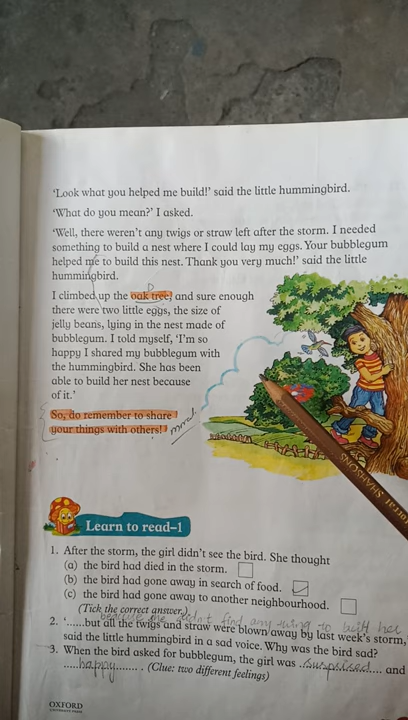 ‘Look what you helped me build!’ said the little hummingbird.
‘What do you mean?’ I asked.
‘Well, there weren’t any twigs or straw left after the storm. I needed
something to build a nest where I could lay my eggs. Your bubblegum
helped me to build this nest. Thank you very much!’ said the little
hummingbird.
I climbed up the oak tree, and sure enough
there were two little eggs, the size of
jelly beans, lying in the nest made of
bubblegum. I told myself, ‘I’m so
happy I shared my bubblegum with
the hummingbird. She has been
able to build her nest because
of it.’
So, do remember to share
your things with others!
moral
Learn to read–1
1. After the storm, the girl didn’t see the bird. She thought
(a) the bird had died in the storm.
(b) the bird had gone away in search of food.
(c) the bird had gone away to another neighbourhood.
(Tick the correct answer.)
because didn't find any to her
2. ‘......but all the twigs and straw were blown away by last week’s storm,’
said the little hummingbird in a sad voice. Why was the bird sad?
3. When the bird asked for bubblegum, the girl was ..surprised.... and
.....happy....... . (Clue: two different feelings)
OXFORD
UNIVERSITY PRESS